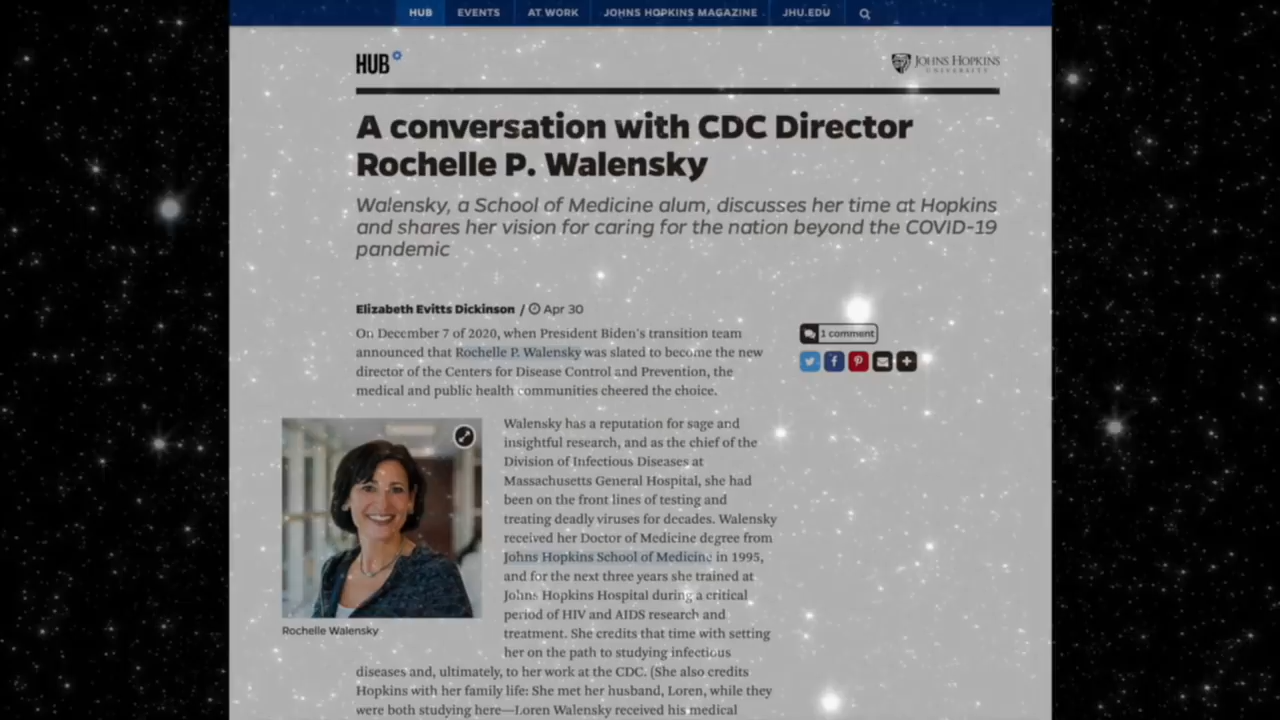 HUB EVENTS AT WORK JOHNS HOPKINS MAGAZINE JHU.EDU
HUB
JOHNS HOPKINS
UNIVERSITY
A conversation with CDC Director
Rochelle P. Walensky
Walensky, a School of Medicine alum, discusses her time at Hopkins
and shares her vision for caring for the nation beyond the COVID-19
pandemic
Elizabeth Evitts Dickinson / Apr 30
1 comment
On December 7 of 2020, when President Biden's transition team
announced that Rochelle P. Walensky was slated to become the new
director of the Centers for Disease Control and Prevention, the
medical and public health communities cheered the choice.
Rochelle Walensky
Walensky has a reputation for sage and
insightful research, and as the chief of the
Division of Infectious Diseases at
Massachusetts General Hospital, she had
been on the front lines of testing and
treating deadly viruses for decades. Walensky
received her Doctor of Medicine degree from
Johns Hopkins School of Medicine in 1995,
and for the next three years she trained at
Johns Hopkins Hospital during a critical
period of HIV and AIDS research and
treatment. She credits that time with setting
her on the path to studying infectious
diseases and, ultimately, to her work at the CDC. (She also credits
Hopkins with her family life: She met her husband, Loren, while they
were both studying here—Loren Walensky received his medical